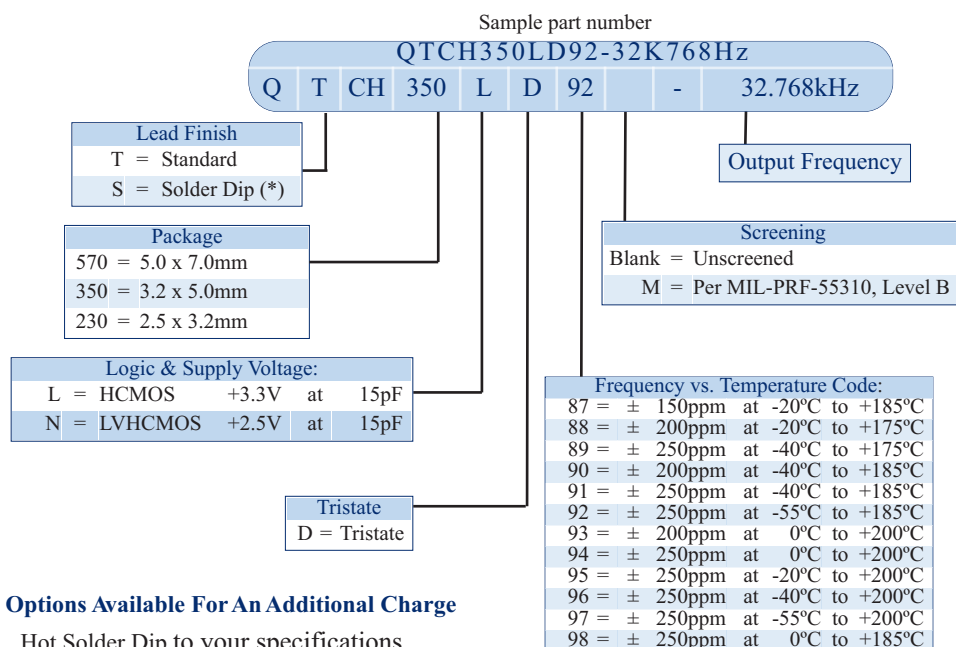 Sample part number
QTCH350LD92-32K768Hz
Q T CH 350 L D 92 - 32.768kHz
Lead Finish
T = Standard
S = Solder Dip (*)
Output Frequency
Package
570 = 5.0 x 7.0mm
350 = 3.2 x 5.0mm
230 = 2.5 x 3.2mm
Screening
Blank = Unscreened
M = Per MIL-PRF-55310, Level B
Logic & Supply Voltage:
L = HCMOS +3.3V at 15pF
N = LVHCMOS +2.5V at 15pF
Frequency vs. Temperature Code:
87 = ± 150ppm at -20ºC to +185ºC
88 = ± 200ppm at -20ºC to +175ºC
89 = ± 250ppm at -40ºC to +175ºC
90 = ± 200ppm at -40ºC to +185ºC
91 = ± 250ppm at -40ºC to +185ºC
92 = ± 250ppm at -55ºC to +185ºC
93 = ± 200ppm at 0ºC to +200ºC
94 = ± 250ppm at 0ºC to +200ºC
95 = ± 250ppm at -20ºC to +200ºC
96 = ± 250ppm at -40ºC to +200ºC
97 = ± 250ppm at -55ºC to +200ºC
98 = ± 250ppm at 0ºC to +185ºC
Tristate
D = Tristate
Options Available For An Additional Charge
Hot Solder Dip to your specifications